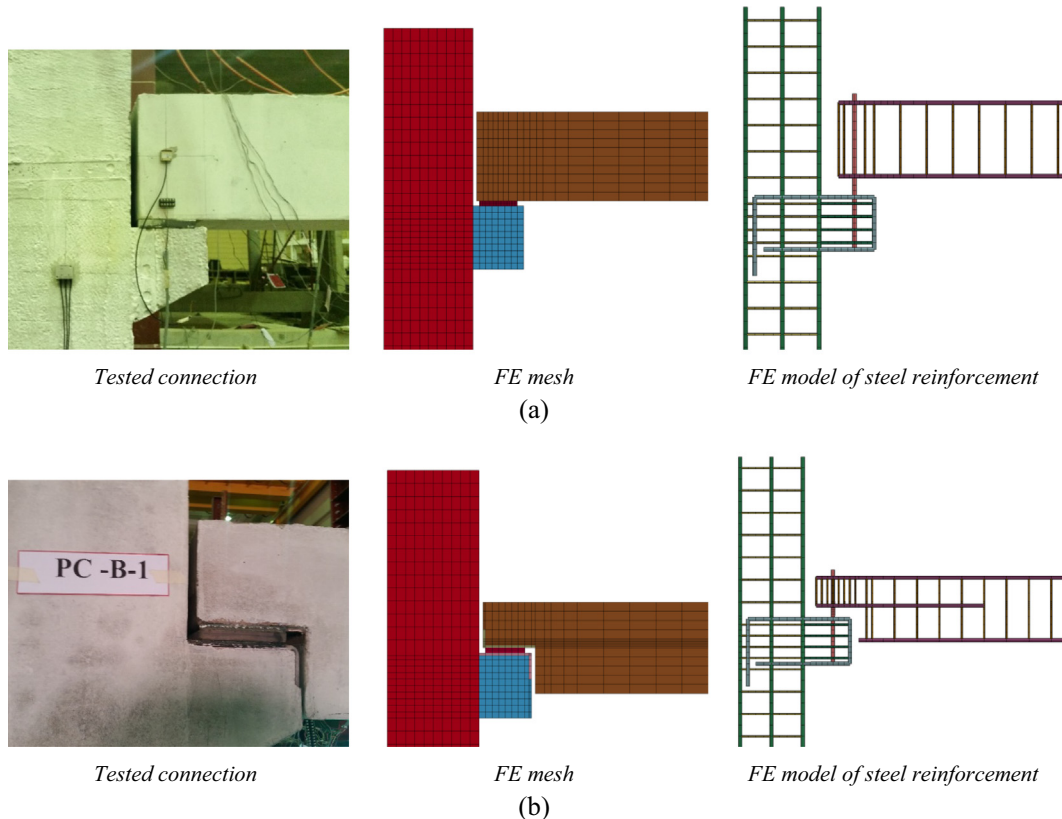 Tested connection
FE mesh
FE model of steel reinforcement
(a)
PC -B-1
Tested connection
FE mesh
FE model of steel reinforcement
(b)